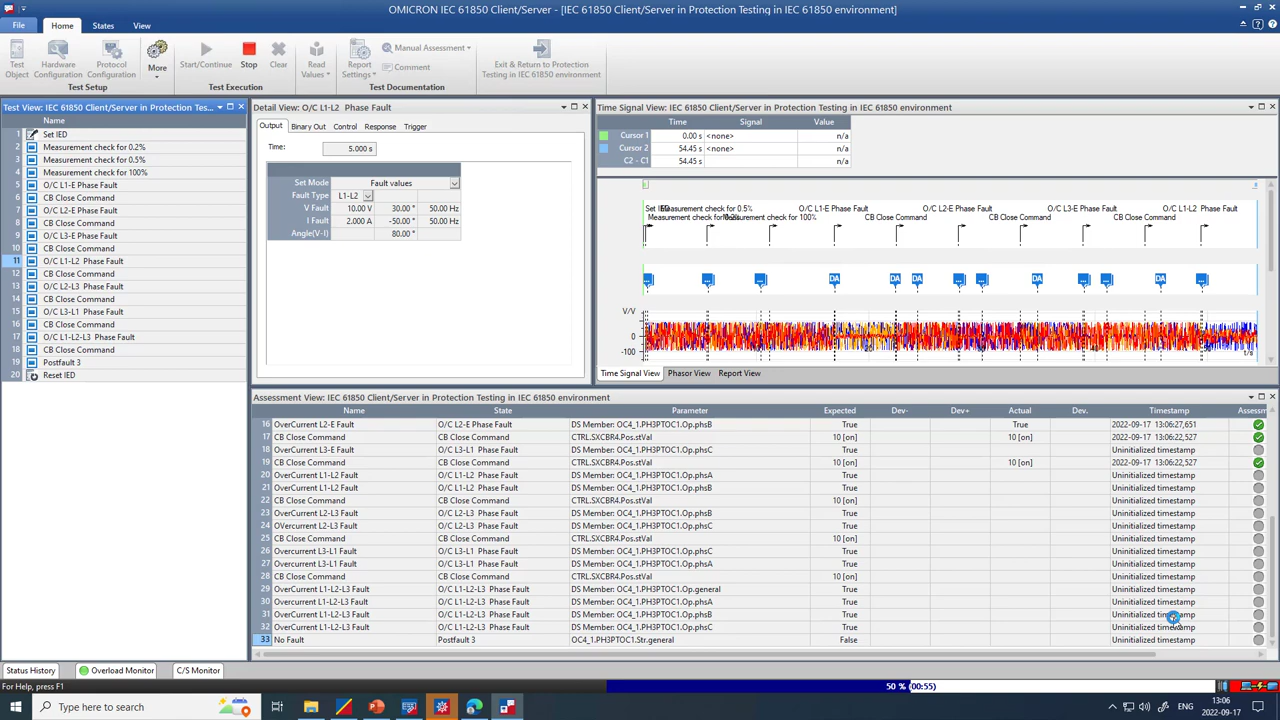 OMICRON IEC 61850 Client/Server - [IEC 61850 Client/Server in Protection Testing in IEC 61850 environment]
File Home States View
Test Object
Hardware Configuration
Protocol Configuration
More
Start/Continue
Stop
Clear
Read Values
Report Settings
Manual Assessment
Comment
Exit & Return to Protection Testing in IEC 61850 environment
Test Setup
Test Execution
Test Documentation
Test View: IEC 61850 Client/Server in Protection Tes...
Name
1 Set IED
2 Measurement check for 0.2%
3 Measurement check for 0.5%
4 Measurement check for 100%
5 O/C L1-E Phase Fault
6 CB Close Command
7 O/C L2-E Phase Fault
8 CB Close Command
9 O/C L3-E Phase Fault
10 CB Close Command
11 O/C L1-L2 Phase Fault
12 CB Close Command
13 O/C L2-L3 Phase Fault
14 CB Close Command
15 O/C L3-L1 Phase Fault
16 CB Close Command
17 O/C L1-L2-L3 Phase Fault
18 CB Close Command
19 Postfault 3
20 Reset IED
Detail View: O/C L1-L2 Phase Fault
Output Binary Out Control Response Trigger
Time: 5.000 s
Set Mode Fault values
Fault Type L1-L2
V Fault 10.00 V 30.00 ° 50.00 Hz
I Fault 2.000 A -50.00 ° 50.00 Hz
Angle(V-I) 80.00 °
Time Signal View: IEC 61850 Client/Server in Protection Testing in IEC 61850 environment
Time Signal Value
Cursor 1 0.00 s <none> n/a
Cursor 2 54.45 s <none> n/a
C2 - C1 54.45 s n/a
Measurement check for 0.5% O/C L1-E Phase Fault O/C L2-E Phase Fault O/C L3-E Phase Fault O/C L1-L2 Phase Fault
Measurement check for 100% CB Close Command CB Close Command CB Close Command
... ... ... DA DA DA ... ... DA ... ... DA ...
V/V
0
-100
t/s
Time Signal View Phasor View Report View
Assessment View: IEC 61850 Client/Server in Protection Testing in IEC 61850 environment
Name State Parameter Expected Dev- Dev+ Actual Dev. Timestamp Assessm
16 OverCurrent L2-E Fault O/C L2-E Phase Fault DS Member: OC4_1.PH3PTOC1.Op.phsB True True 2022-09-17 13:06:27,651
17 CB Close Command CB Close Command CTRL.SXCBR4.Pos.stVal 10 [on] 10 [on] 2022-09-17 13:06:22,527
18 OverCurrent L3-E Fault O/C L3-L1 Phase Fault DS Member: OC4_1.PH3PTOC1.Op.phsC True Uninitialized timestamp
19 CB Close Command CB Close Command CTRL.SXCBR4.Pos.stVal 10 [on] 10 [on] 2022-09-17 13:06:22,527
20 OverCurrent L1-L2 Fault O/C L1-L2 Phase Fault DS Member: OC4_1.PH3PTOC1.Op.phsA True Uninitialized timestamp
21 OverCurrent L1-L2 Fault O/C L1-L2 Phase Fault DS Member: OC4_1.PH3PTOC1.Op.phsB True Uninitialized timestamp
22 CB Close Command CB Close Command CTRL.SXCBR4.Pos.stVal 10 [on] Uninitialized timestamp
23 OverCurrent L2-L3 Fault O/C L2-L3 Phase Fault DS Member: OC4_1.PH3PTOC1.Op.phsB True Uninitialized timestamp
24 OVerCurrent L2-L3 Fault O/C L2-L3 Phase Fault DS Member: OC4_1.PH3PTOC1.Op.phsC True Uninitialized timestamp
25 CB Close Command CB Close Command CTRL.SXCBR4.Pos.stVal 10 [on] Uninitialized timestamp
26 Overcurrent L3-L1 Fault O/C L3-L1 Phase Fault DS Member: OC4_1.PH3PTOC1.Op.phsC True Uninitialized timestamp
27 Overcurrent L3-L1 Fault O/C L3-L1 Phase Fault DS Member: OC4_1.PH3PTOC1.Op.phsA True Uninitialized timestamp
28 CB Close Command CB Close Command CTRL.SXCBR4.Pos.stVal 10 [on] Uninitialized timestamp
29 OverCurrent L1-L2-L3 Fault O/C L1-L2-L3 Phase Fault DS Member: OC4_1.PH3PTOC1.Op.general True Uninitialized timestamp
30 OverCurrent L1-L2-L3 Fault O/C L1-L2-L3 Phase Fault DS Member: OC4_1.PH3PTOC1.Op.phsA True Uninitialized timestamp
31 OverCurrent L1-L2-L3 Fault O/C L1-L2-L3 Phase Fault DS Member: OC4_1.PH3PTOC1.Op.phsB True Uninitialized timestamp
32 OverCurrent L1-L2-L3 Fault O/C L1-L2-L3 Phase Fault DS Member: OC4_1.PH3PTOC1.Op.phsC True Uninitialized timestamp
33 No Fault Postfault 3 OC4_1.PH3PTOC1.Str.general False Uninitialized timestamp
Status History Overload Monitor C/S Monitor
For Help, press F1
50 % (00:55)
Type here to search
ENG
13:06
2022-09-17